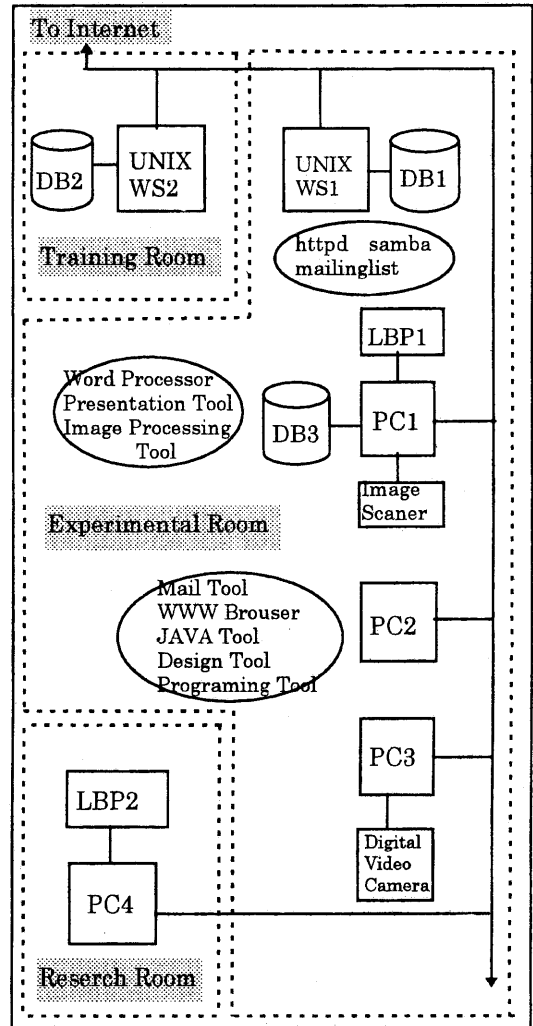 To Internet
DB2
UNIX
WS2
UNIX
WS1
DB1
Training Room
httpd samba
mailinglist
LBP1
Word Processor
Presentation Tool
Image Processing
Tool
DB3
PC1
Image
Scaner
Experimental Room
Mail Tool
WWW Brouser
JAVA Tool
Design Tool
Programing Tool
PC2
PC3
LBP2
Digital
Video
Camera
PC4
Reserch Room